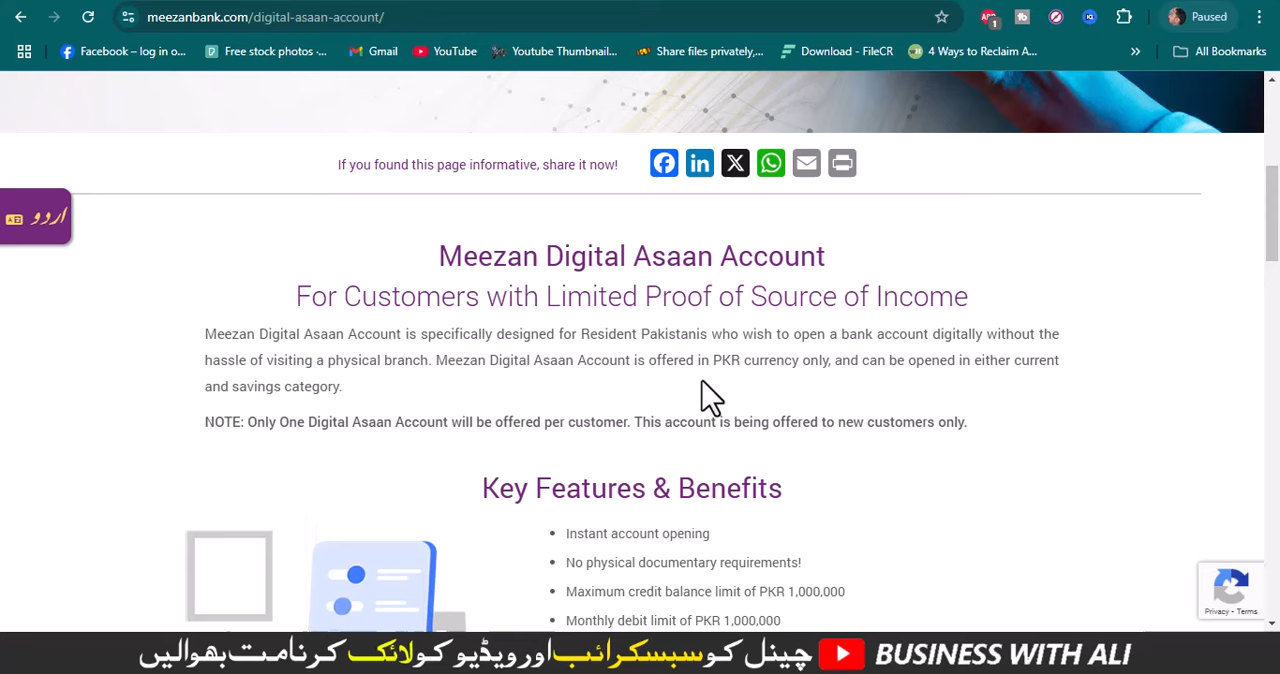 meezanbank.com/digital-asaan-account/
Paused
Facebook – log in o...
Free stock photos -...
Gmail
YouTube
Youtube Thumbnail...
Share files privately,...
Download - FileCR
4 Ways to Reclaim A...
All Bookmarks
If you found this page informative, share it now!
اردو
Meezan Digital Asaan Account
For Customers with Limited Proof of Source of Income
Meezan Digital Asaan Account is specifically designed for Resident Pakistanis who wish to open a bank account digitally without the
hassle of visiting a physical branch. Meezan Digital Asaan Account is offered in PKR currency only, and can be opened in either current
and savings category.
NOTE: Only One Digital Asaan Account will be offered per customer. This account is being offered to new customers only.
Key Features & Benefits
• Instant account opening
• No physical documentary requirements!
• Maximum credit balance limit of PKR 1,000,000
• Monthly debit limit of PKR 1,000,000
Privacy - Terms
چینل کو سبسکرائب اور ویڈیو کو لائک کرنا مت بھوالیں
BUSINESS WITH ALI